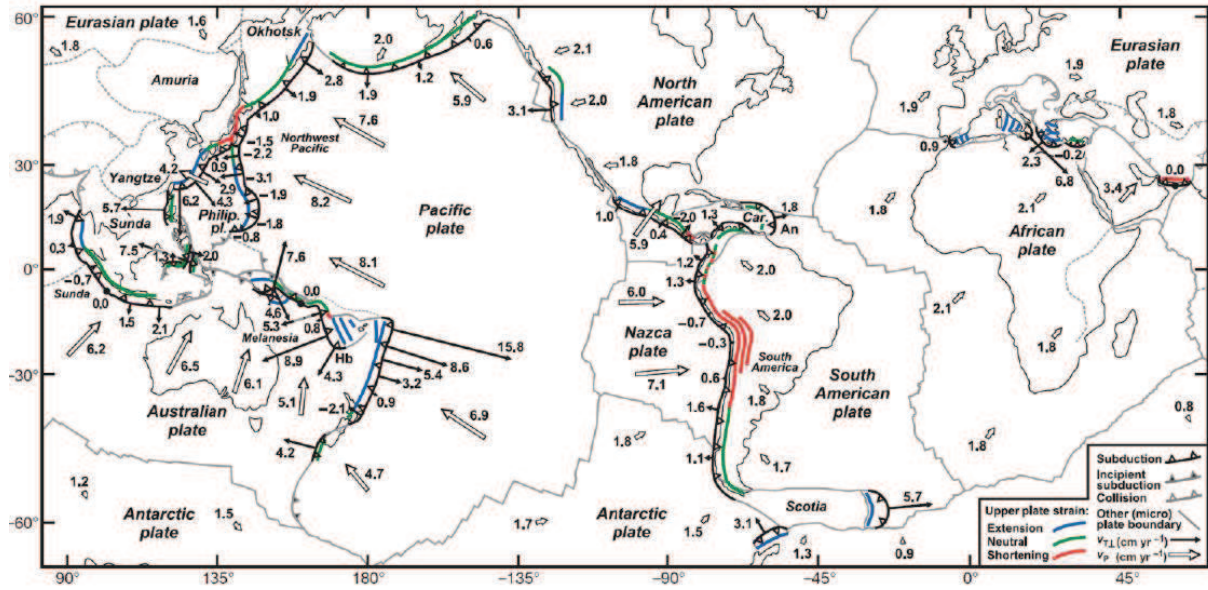 60°
30°
0°
−30°
−60°
90°
135°
180°
−135°
−90°
−45°
0°
45°
Eurasian plate
1.6
Okhotsk
1.8
Amuria
2.0
0.6
2.8
1.9
1.2
1.9
1.0
5.9
−1.5
Northwest
Pacific
7.6
−2.2
0.9
4.2
Yangtze
2.9
−3.1
6.2
4.3
−1.9
8.2
5.7
Philip.
pl.
−1.8
Sunda
−0.8
1.9
0.3
7.5
1.3
2.0
−0.7
Sunda
0.0
1.5
2.1
6.2
7.6
0.0
8.1
4.6
5.3
0.8
Melanesia
Hb
8.9
4.3
15.8
8.6
5.4
3.2
0.9
6.5
6.1
5.1
−2.1
6.9
4.2
4.7
Australian
plate
1.2
Antarctic
plate
1.5
1.7
Pacific
plate
2.1
North
American
plate
2.0
3.1
1.8
1.0
0.4
−2.0
5.9
1.3
Car.
1.8
An
1.2
1.3
2.0
6.0
−0.7
2.0
Nazca
plate
−0.3
South
America
7.1
0.6
1.8
1.6
South
American
plate
1.8
1.1
1.7
Antarctic
plate
1.5
Scotia
5.7
3.1
1.3
0.9
Eurasian
plate
1.9
1.9
1.8
0.9
2.3
−0.2
6.8
0.0
3.4
1.8
2.1
African
plate
2.1
1.8
1.8
0.8
Subduction
Incipient
subduction
Collision
Other (micro)
plate boundary
Upper plate strain:
Extension
Neutral
Shortening
vT⊥ (cm yr −1)
vP (cm yr −1)